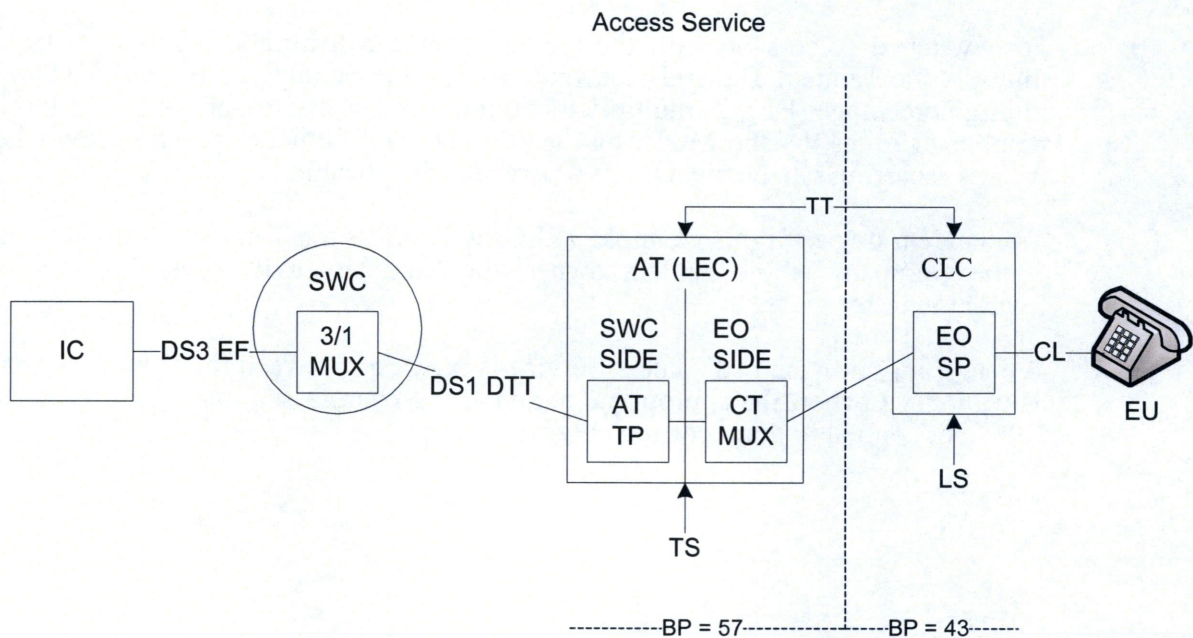 Access Service
TT
AT (LEC)
CLC
SWC
3/1
MUX
IC
DS3 EF
DS1 DTT
SWC
SIDE
EO
SIDE
AT
TP
CT
MUX
EO
SP
CL
EU
LS
TS
BP = 57
BP = 43